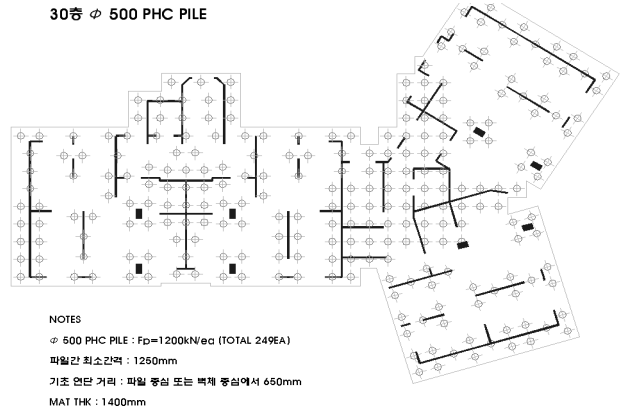 30층 Φ 500 PHC PILE
NOTES
Φ 500 PHC PILE : Fp=1200kN/ea (TOTAL 249EA)
파일간 최소간격 : 1250mm
기초 연단 거리 : 파일 중심 또는 벽체 중심에서 650mm
MAT THK : 1400mm